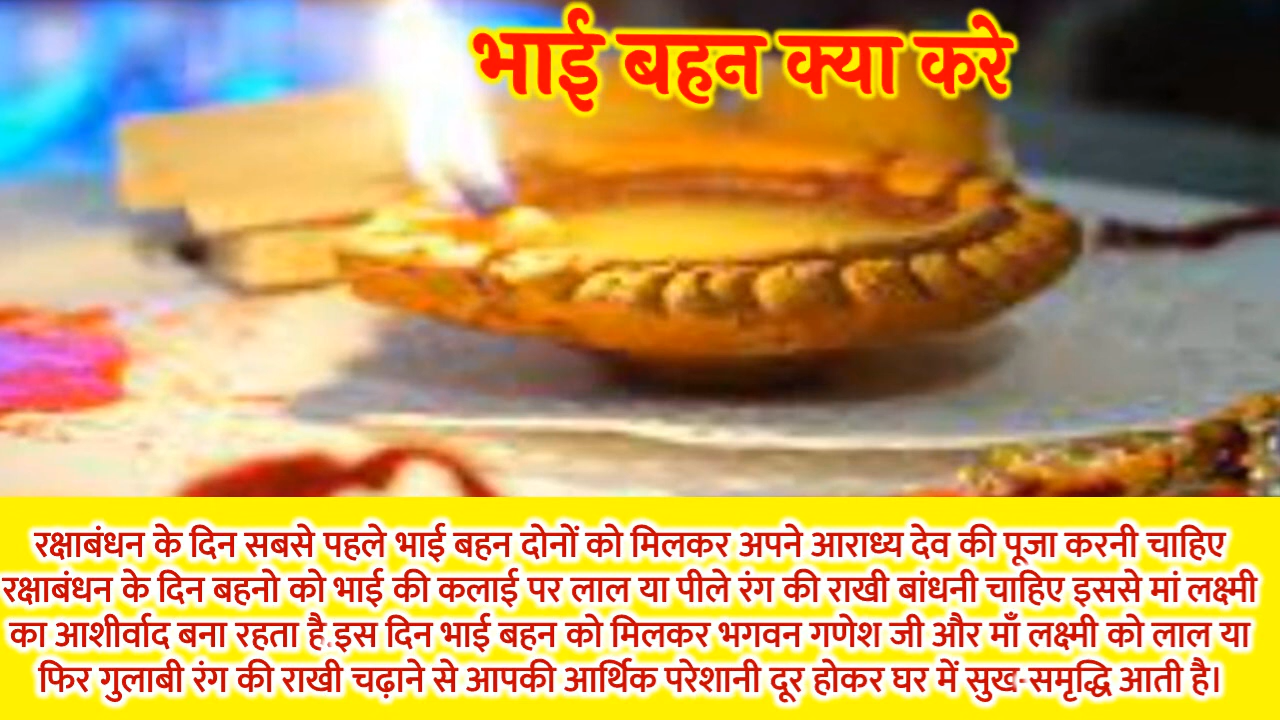 भाई बहन क्या करे
रक्षाबंधन के दिन सबसे पहले भाई बहन दोनों को मिलकर अपने आराध्य देव की पूजा करनी चाहिए
रक्षाबंधन के दिन बहनो को भाई की कलाई पर लाल या पीले रंग की राखी बांधनी चाहिए इससे मां लक्ष्मी
का आशीर्वाद बना रहता है.इस दिन भाई बहन को मिलकर भगवन गणेश जी और माँ लक्ष्मी को लाल या
फिर गुलाबी रंग की राखी चढ़ाने से आपकी आर्थिक परेशानी दूर होकर घर में सुख-समृद्धि आती है।